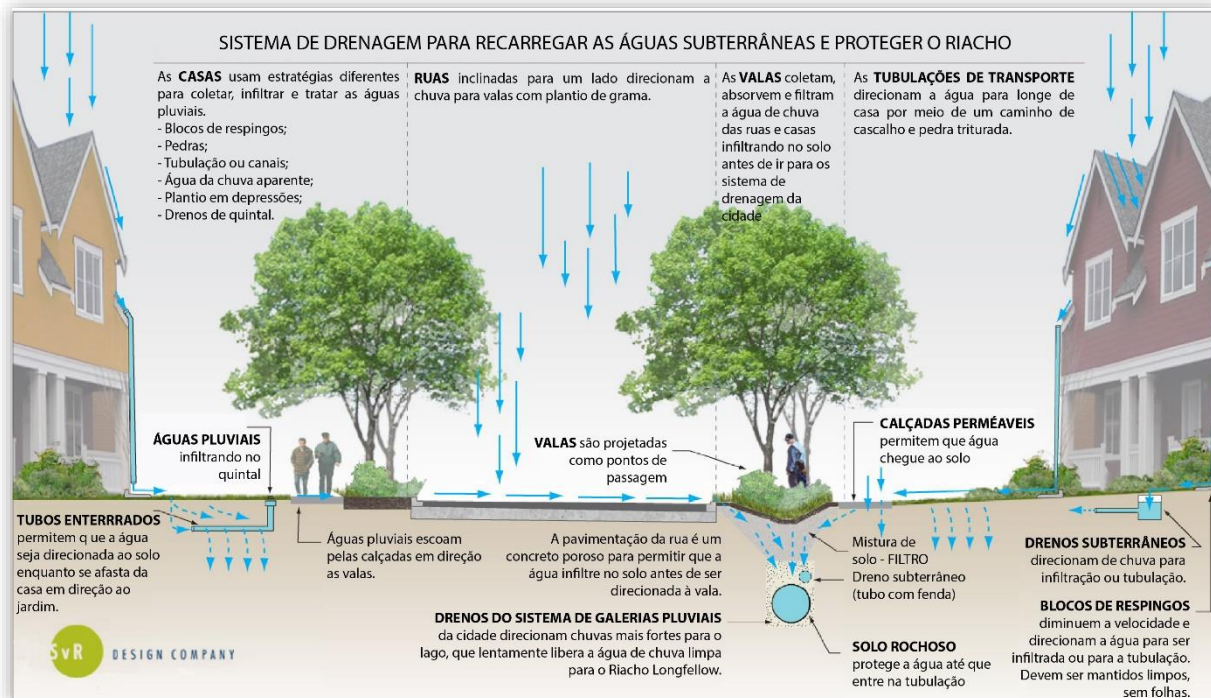 SISTEMA DE DRENAGEM PARA RECARREGAR AS ÁGUAS SUBTERRÂNEAS E PROTEGER O RIACHO
As CASAS usam estratégias diferentes
para coletar, infiltrar e tratar as águas
pluviais.
- Blocos de respingos;
- Pedras;
- Tubulação ou canais;
- Água da chuva aparente;
- Plantio em depressões;
- Drenos de quintal.
RUAS inclinadas para um lado direcionam a
chuva para valas com plantio de grama.
As VALAS coletam,
absorvem e filtram
a água de chuva
das ruas e casas
infiltrando no solo
antes de ir para os
sistema de
drenagem da
cidade
As TUBULAÇÕES DE TRANSPORTE
direcionam a água para longe de
casa por meio de um caminho de
cascalho e pedra triturada.
ÁGUAS PLUVIAIS
infiltrando no
quintal
VALAS são projetadas
como pontos de
passagem
CALÇADAS PERMÉAVEIS
permitem que água
chegue ao solo
TUBOS ENTERRRADOS
permitem q ue a água
seja direcionada ao solo
enquanto se afasta da
casa em direção ao
jardim.
Águas pluviais escoam
pelas calçadas em direção
as valas.
A pavimentação da rua é um
concreto poroso para permitir que a
água infiltre no solo antes de ser
direcionada à vala.
Mistura de
solo - FILTRO
Dreno subterrâneo
(tubo com fenda)
DRENOS SUBTERRÂNEOS
direcionam de chuva para
infiltração ou tubulação.
DRENOS DO SISTEMA DE GALERIAS PLUVIAIS
da cidade direcionam chuvas mais fortes para o
lago, que lentamente libera a água de chuva limpa
para o Riacho Longfellow.
SOLO ROCHOSO
protege a água até que
entre na tubulação
BLOCOS DE RESPINGOS
diminuem a velocidade e
direcionam a água para ser
infiltrada ou para a tubulação.
Devem ser mantidos limpos,
sem folhas.
SvR DESIGN COMPANY